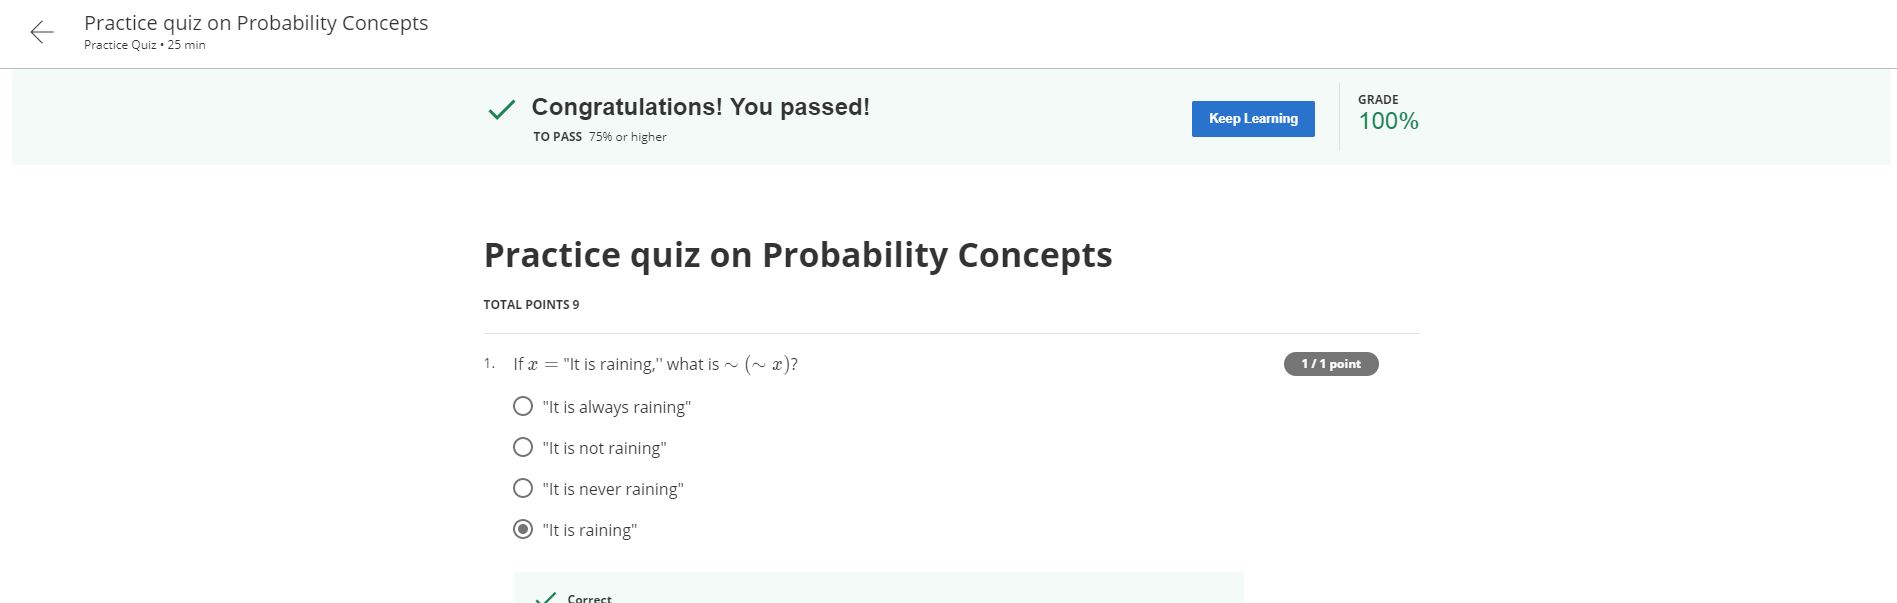 Practice quiz on Probability Concepts
Practice Quiz • 25 min
Congratulations! You passed!
TO PASS 75% or higher
Keep Learning
GRADE
100%
Practice quiz on Probability Concepts
TOTAL POINTS 9
1. If x = "It is raining,'' what is ∼ (∼ x)?
1 / 1 point
"It is always raining"
"It is not raining"
"It is never raining"
"It is raining"
Correct